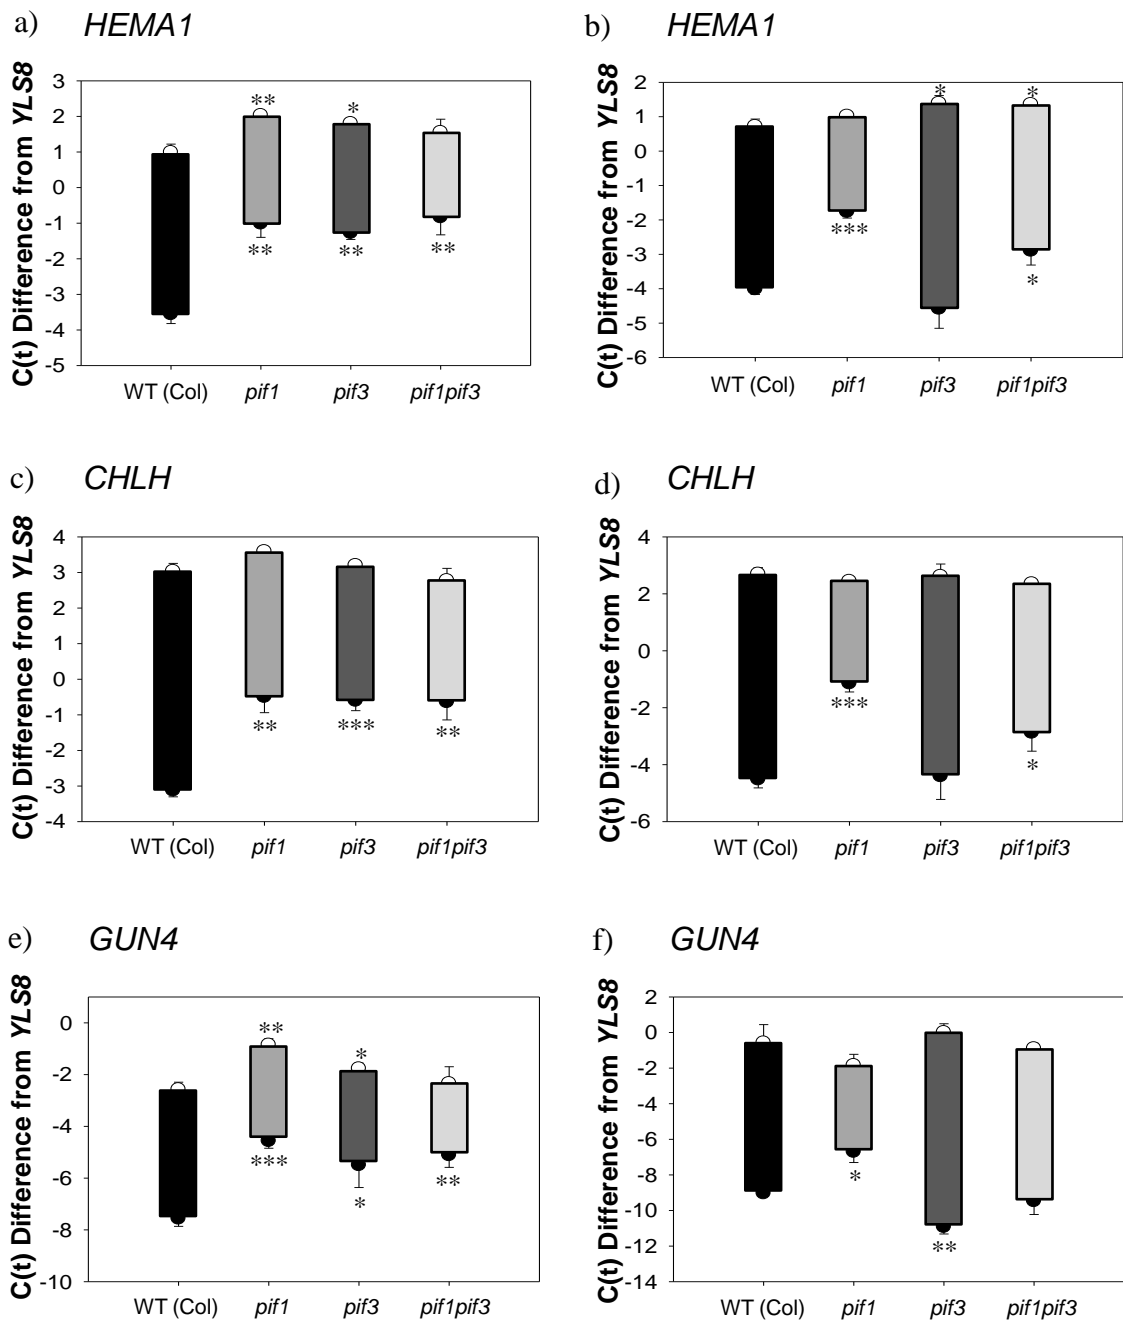 a) HEMA1
C(t) Difference from YLS8
3
2
1
0
-1
-2
-3
-4
-5
** * 
** ** **
WT (Col) pif1 pif3 pif1pif3
b) HEMA1
C(t) Difference from YLS8
2
1
0
-1
-2
-3
-4
-5
-6
* *
*** *
WT (Col) pif1 pif3 pif1pif3
c) CHLH
C(t) Difference from YLS8
4
3
2
1
0
-1
-2
-3
-4
** *** **
WT (Col) pif1 pif3 pif1pif3
d) CHLH
C(t) Difference from YLS8
4
2
0
-2
-4
-6
*** *
WT (Col) pif1 pif3 pif1pif3
e) GUN4
C(t) Difference from YLS8
0
-2
-4
-6
-8
-10
** *
*** * **
WT (Col) pif1 pif3 pif1pif3
f) GUN4
C(t) Difference from YLS8
2
0
-2
-4
-6
-8
-10
-12
-14
* **
WT (Col) pif1 pif3 pif1pif3